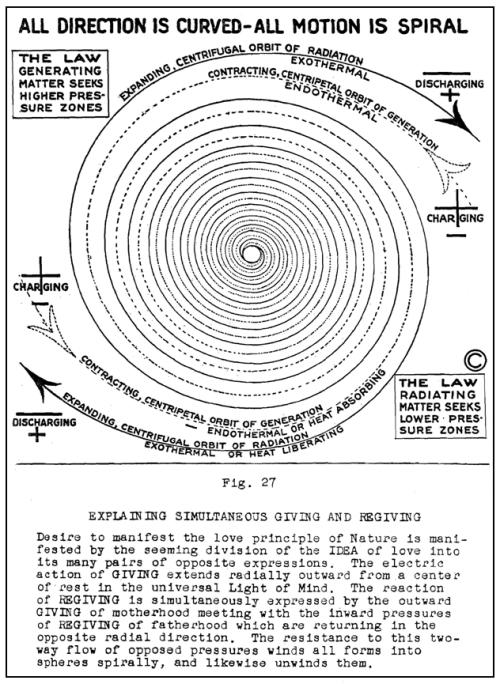 ALL DIRECTION IS CURVED-ALL MOTION IS SPIRAL
THE LAW
GENERATING
MATTER SEEKS
HIGHER PRES-
SURE ZONES
EXPANDING, CENTRIFUGAL ORBIT OF RADIATION
EXOTHERMAL
CONTRACTING, CENTRIPETAL ORBIT OF GENERATION
ENDOTHERMAL
DISCHARGING
+
CHARGING
−
CHARGING
−
DISCHARGING
+
CONTRACTING, CENTRIPETAL ORBIT OF GENERATION
− ENDOTHERMAL OR HEAT ABSORBING
EXPANDING, CENTRIFUGAL ORBIT OF RADIATION
EXOTHERMAL OR HEAT LIBERATING
©
THE LAW
RADIATING
MATTER SEEKS
LOWER PRES-
SURE ZONES
Fig. 27
EXPLAINING SIMULTANEOUS GIVING AND REGIVING
Desire to manifest the love principle of Nature is mani-
fested by the seeming division of the IDEA of love into
its many pairs of opposite expressions. The electric
action of GIVING extends radially outward from a center
of rest in the universal Light of Mind. The reaction
of REGIVING is simultaneously expressed by the outward
GIVING of motherhood meeting with the inward pressures
of REGIVING of fatherhood which are returning in the
opposite radial direction. The resistance to this two-
way flow of opposed pressures winds all forms into
spheres spirally, and likewise unwinds them.